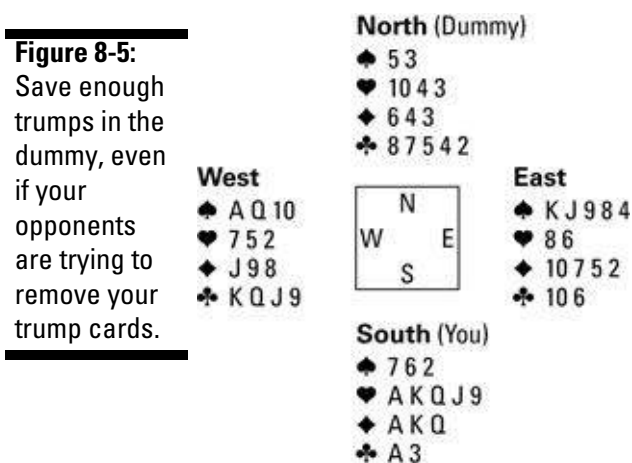 Figure 8-5:
Save enough
trumps in the
dummy, even
if your
opponents
are trying to
remove your
trump cards.
North (Dummy)
♠ 5 3
♥ 10 4 3
♦ 6 4 3
♣ 8 7 5 4 2
West
♠ A Q 10
♥ 7 5 2
♦ J 9 8
♣ K Q J 9
N
W E
S
East
♠ K J 9 8 4
♥ 8 6
♦ 10 7 5 2
♣ 10 6
South (You)
♠ 7 6 2
♥ A K Q J 9
♦ A K Q
♣ A 3